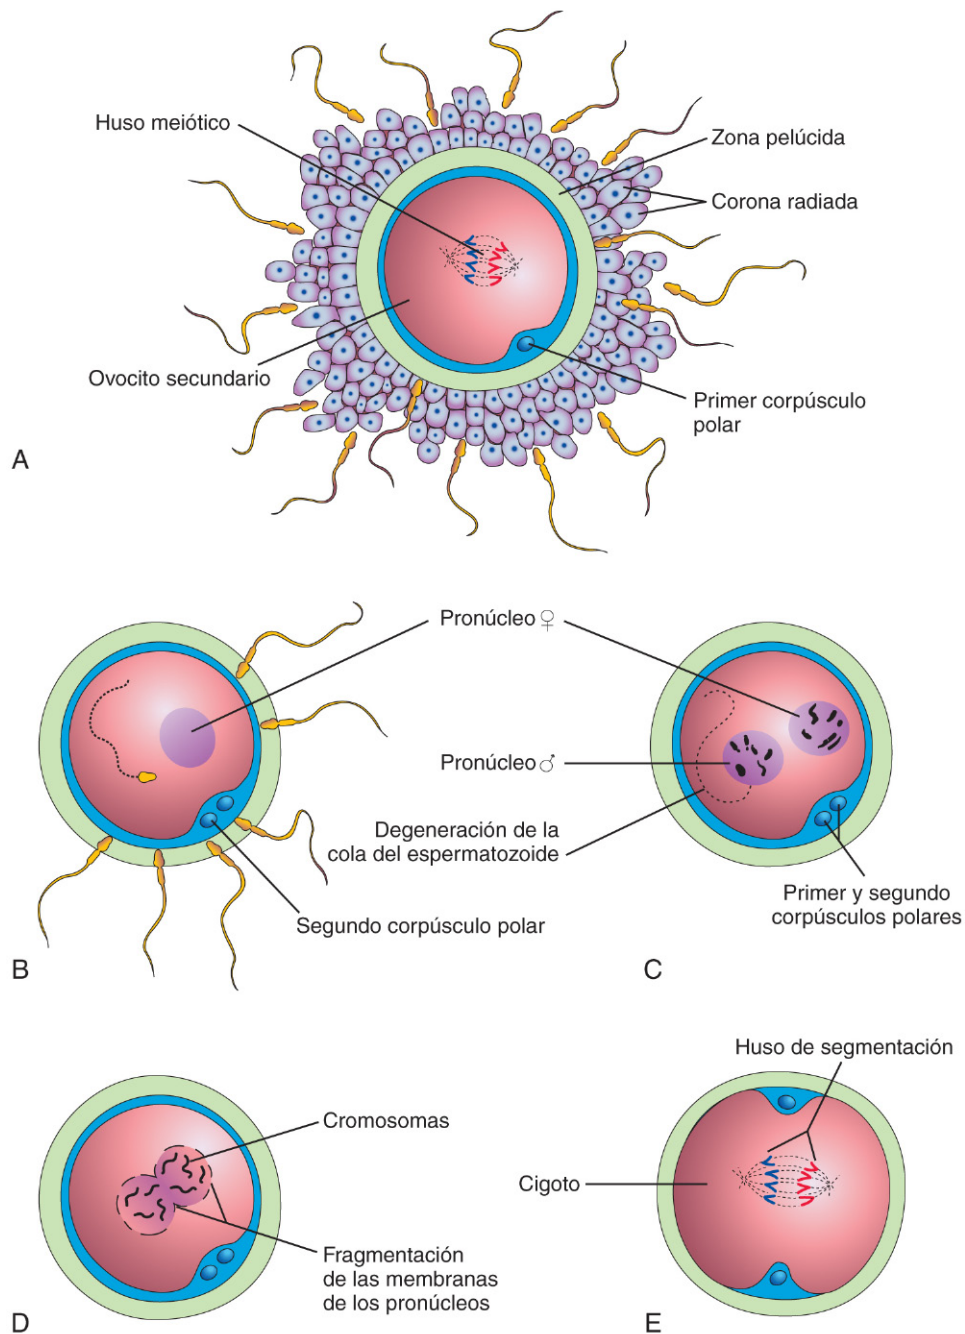 Huso meiótico
Zona pelúcida
Corona radiada
Ovocito secundario
Primer corpúsculo
polar
A
Pronúcleo ♀
Pronúcleo ♂
Degeneración de la
cola del espermatozoide
Segundo corpúsculo polar
Primer y segundo
corpúsculos polares
B
C
Huso de segmentación
Cromosomas
Cigoto
Fragmentación
de las membranas
de los pronúcleos
D
E